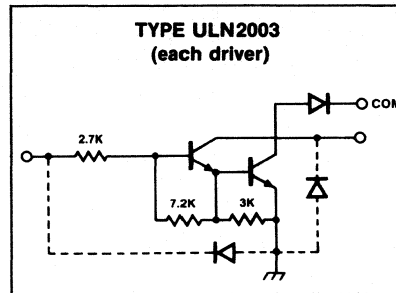 TYPE ULN2003
(each driver)
COM
2.7K
7.2K
3K